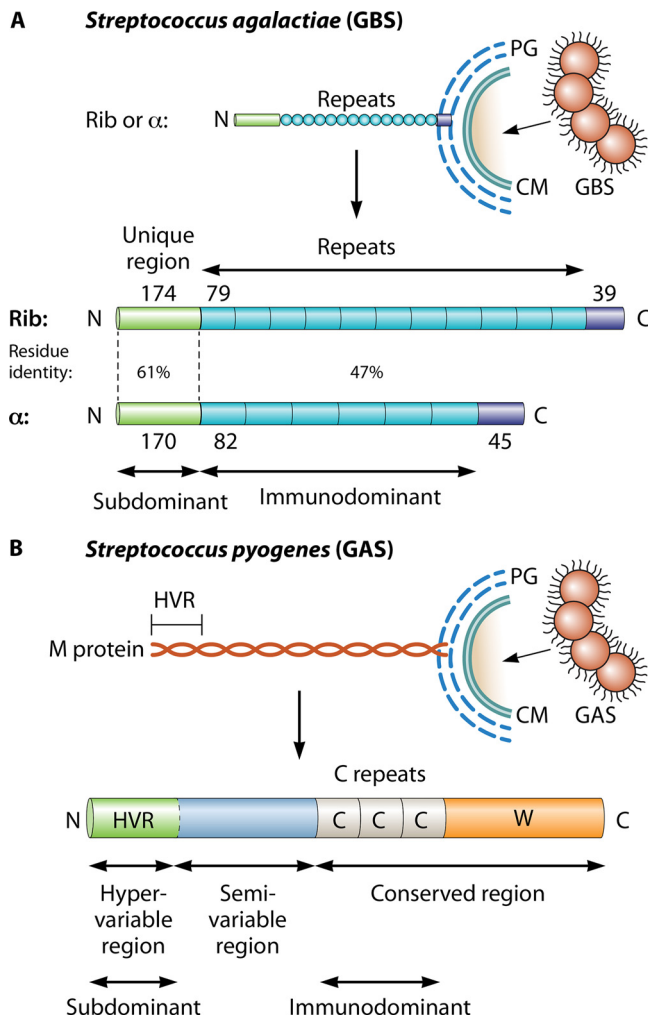 A Streptococcus agalactiae (GBS)
PG
Repeats
Rib or α: N
CM GBS
Unique
region
Repeats
174 79 39
Rib: N C
Residue
identity: 61% 47%
α: N C
170 82 45
Subdominant Immunodominant
B Streptococcus pyogenes (GAS)
PG
HVR
M protein
CM GAS
C repeats
N HVR C C C W C
Hyper-
variable
region
Semi-
variable
region
Conserved region
Subdominant Immunodominant